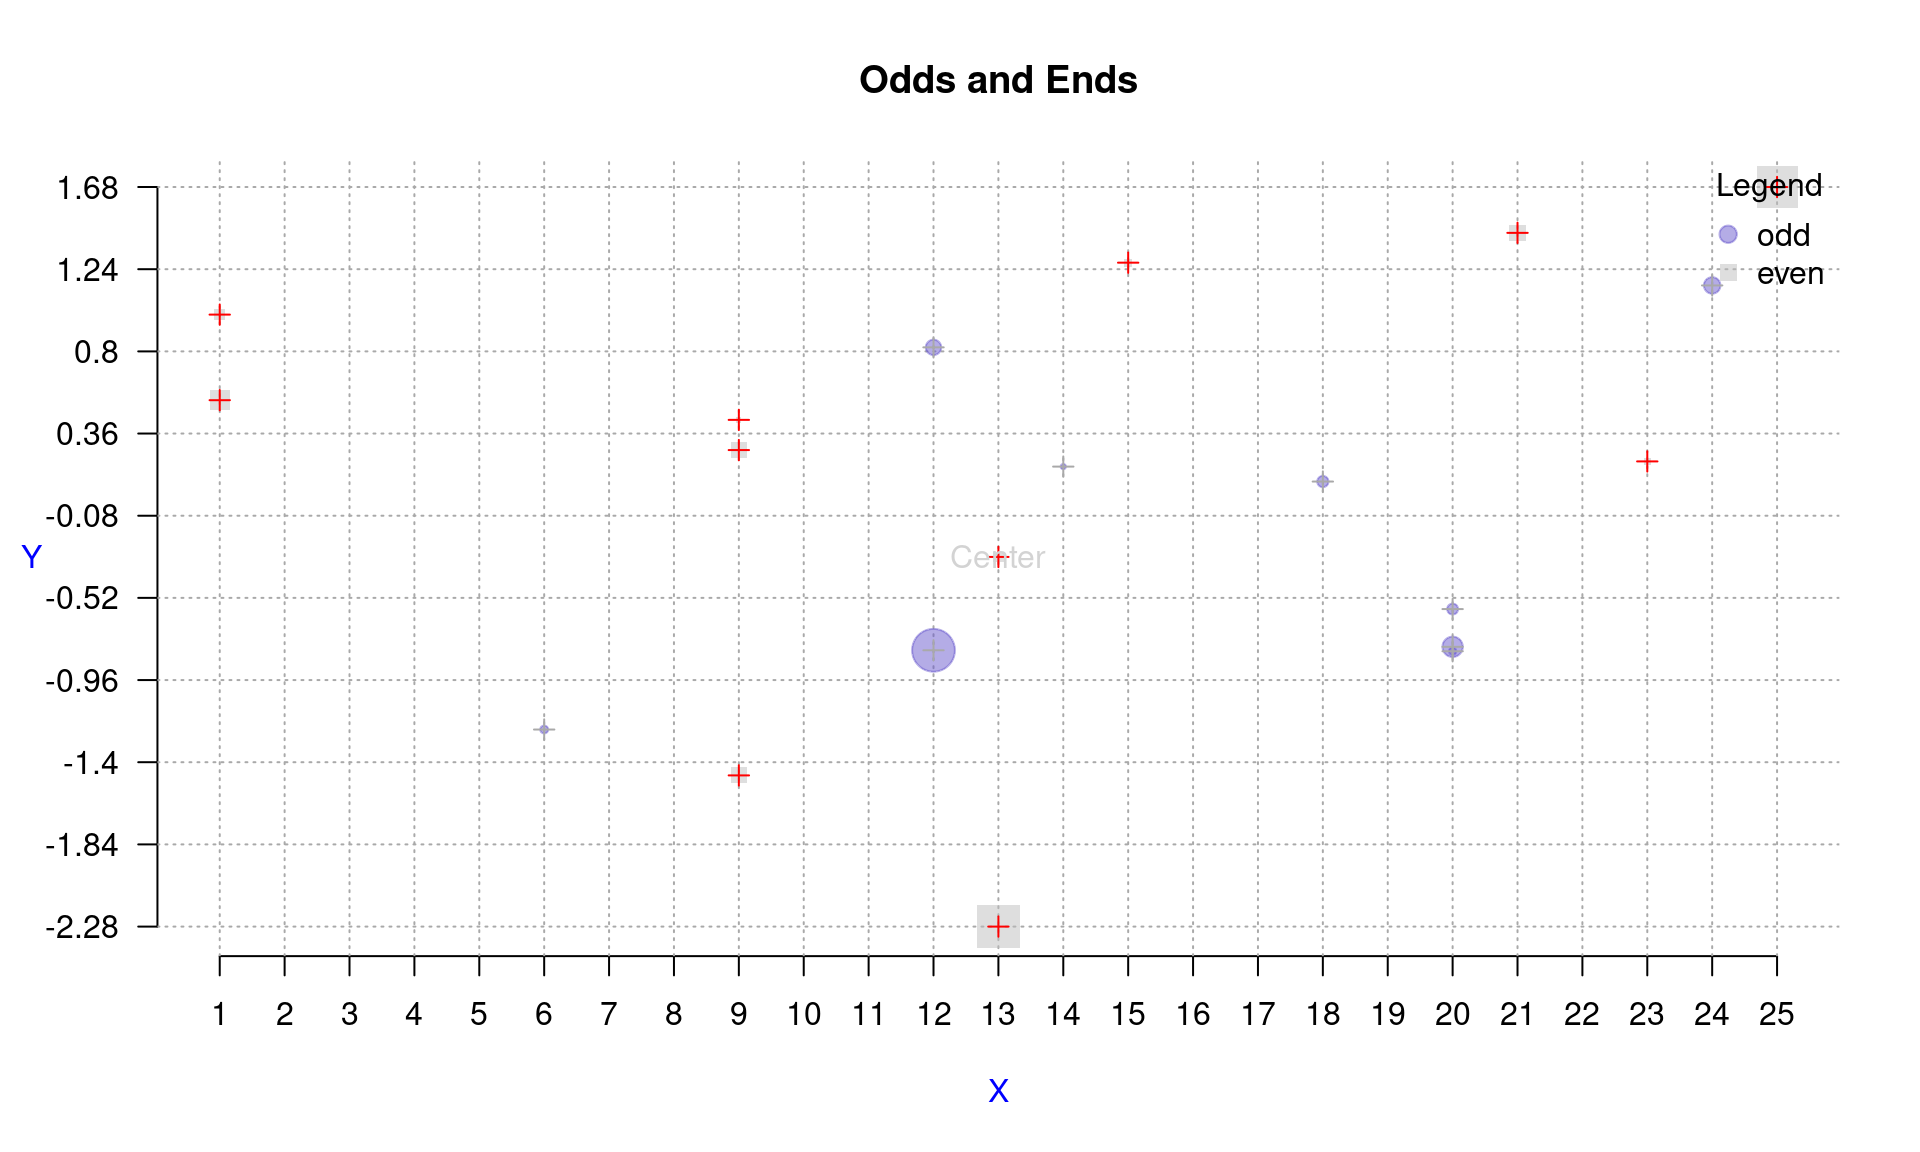 Odds and Ends
1.68
1.24
0.8
0.36
-0.08
-0.52
-0.96
-1.4
-1.84
-2.28
Y
Legend
odd
even
Center
1 2 3 4 5 6 7 8 9 10 11 12 13 14 15 16 17 18 19 20 21 22 23 24 25
X